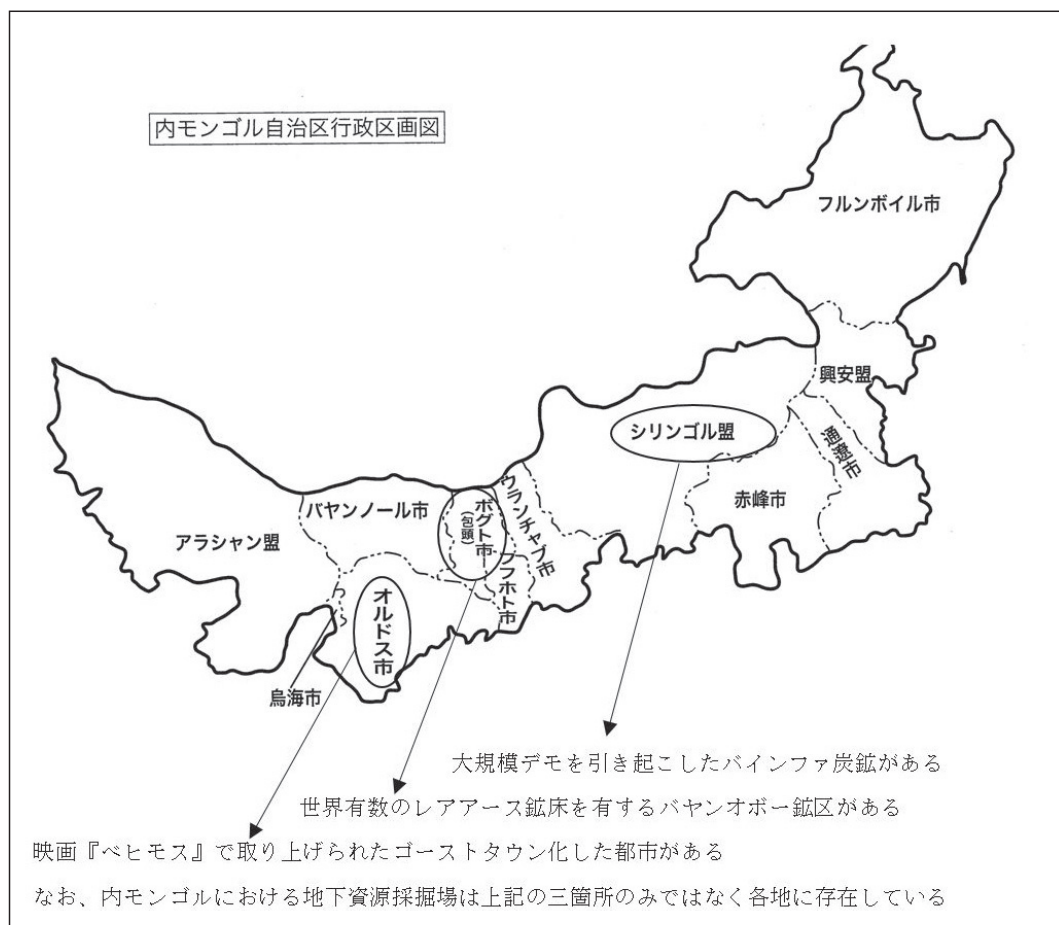 内モンゴル自治区行政区画図
フルンボイル市
興安盟
シリンゴル盟
通遼市
赤峰市
ウランチャブ市
ボグト市
(包頭)
バヤンノール市
フフホト市
アラシャン盟
オルドス市
烏海市
大規模デモを引き起こしたバインファ炭鉱がある
世界有数のレアアース鉱床を有するバヤンオボー鉱区がある
映画『ベヒモス』で取り上げられたゴーストタウン化した都市がある
なお、内モンゴルにおける地下資源採掘場は上記の三箇所のみではなく各地に存在している